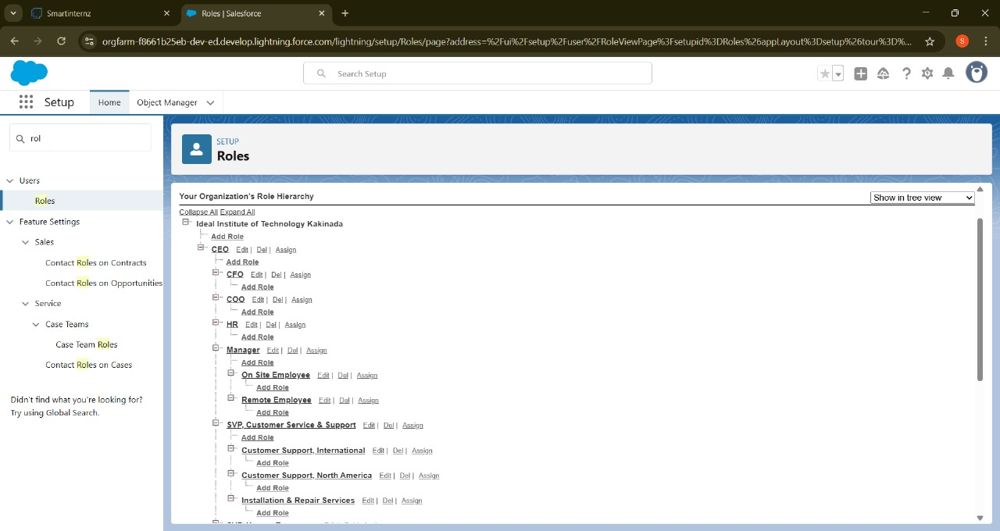 Smartinternz
Roles | Salesforce
orgfarm-f8661b25eb-dev-ed.develop.lightning.force.com/lightning/setup/Roles/page?address=%2Fui%2Fsetup%2Fuser%2FRoleViewPage%3Fsetupid%3DRoles%26appLayout%3Dsetup%26tour%3D%...
S
Search Setup
Setup
Home
Object Manager
rol
Users
Roles
Feature Settings
Sales
Contact Roles on Contracts
Contact Roles on Opportunities
Service
Case Teams
Case Team Roles
Contact Roles on Cases
Didn't find what you're looking for?
Try using Global Search.
SETUP
Roles
Your Organization's Role Hierarchy
Show in tree view
Collapse All Expand All
Ideal Institute of Technology Kakinada
Add Role
CEO Edit | Del | Assign
Add Role
CFO Edit | Del | Assign
Add Role
COO Edit | Del | Assign
Add Role
HR Edit | Del | Assign
Add Role
Manager Edit | Del | Assign
Add Role
On Site Employee Edit | Del | Assign
Add Role
Remote Employee Edit | Del | Assign
Add Role
SVP, Customer Service & Support Edit | Del | Assign
Add Role
Customer Support, International Edit | Del | Assign
Add Role
Customer Support, North America Edit | Del | Assign
Add Role
Installation & Repair Services Edit | Del | Assign
Add Role